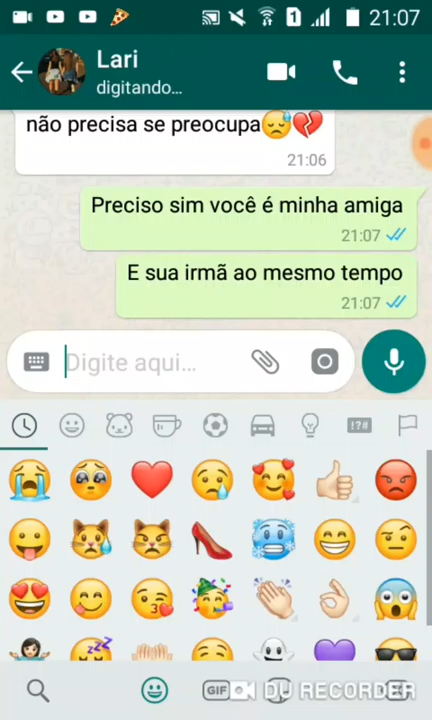 21:07
Lari
digitando...
não precisa se preocupa😓💔
21:06
Preciso sim você é minha amiga
21:07
E sua irmã ao mesmo tempo
21:07
Digite aqui...
!?#
GIF
DU RECORDER